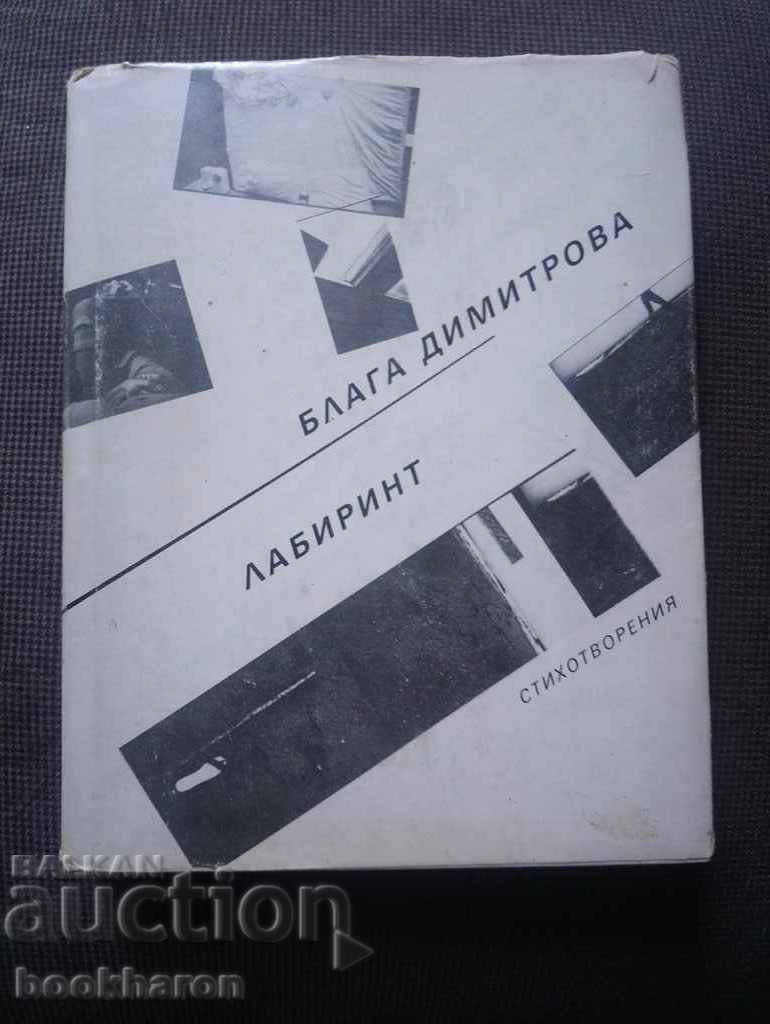 БЛАГА ДИМИТРОВА
ЛАБИРИНТ
СТИХОТВОРЕНИЯ
BALKAN
auction
bookharon